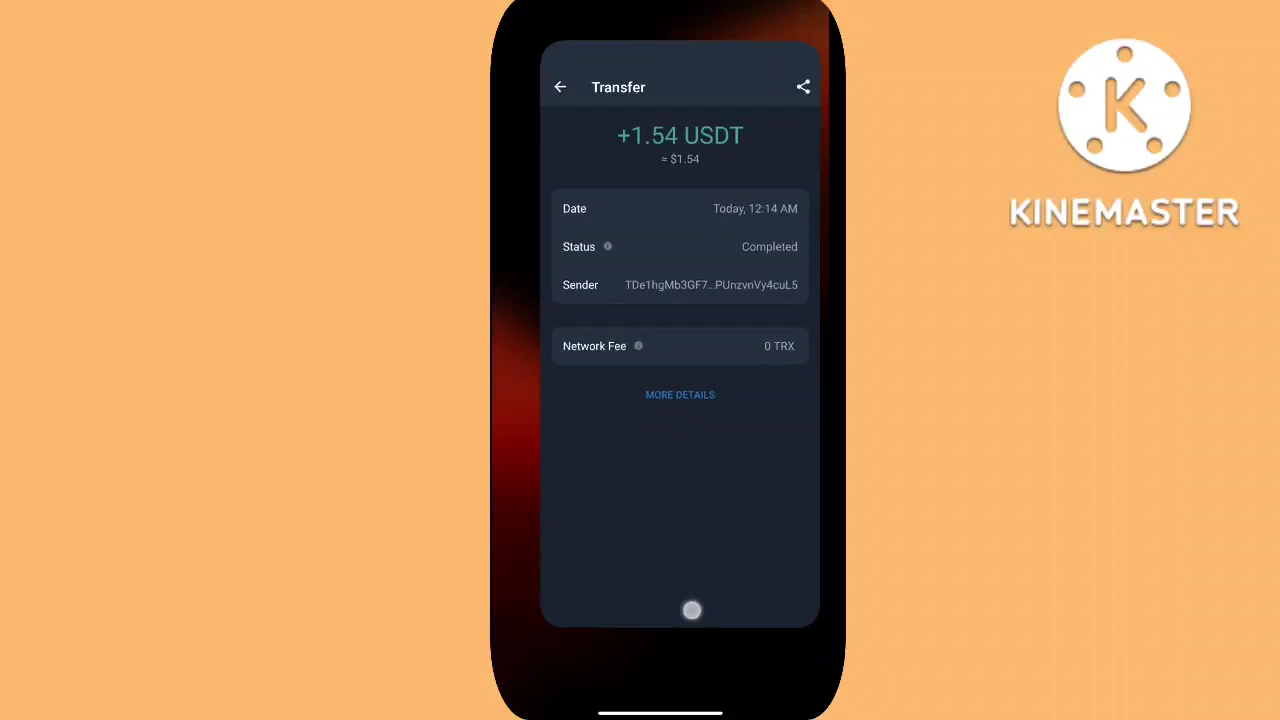 Transfer
+1.54 USDT
≈ $1.54
Date Today, 12:14 AM
Status Completed
Sender TDe1hgMb3GF7...PUnzvnVy4cuL5
Network Fee 0 TRX
MORE DETAILS
K
KINEMASTER